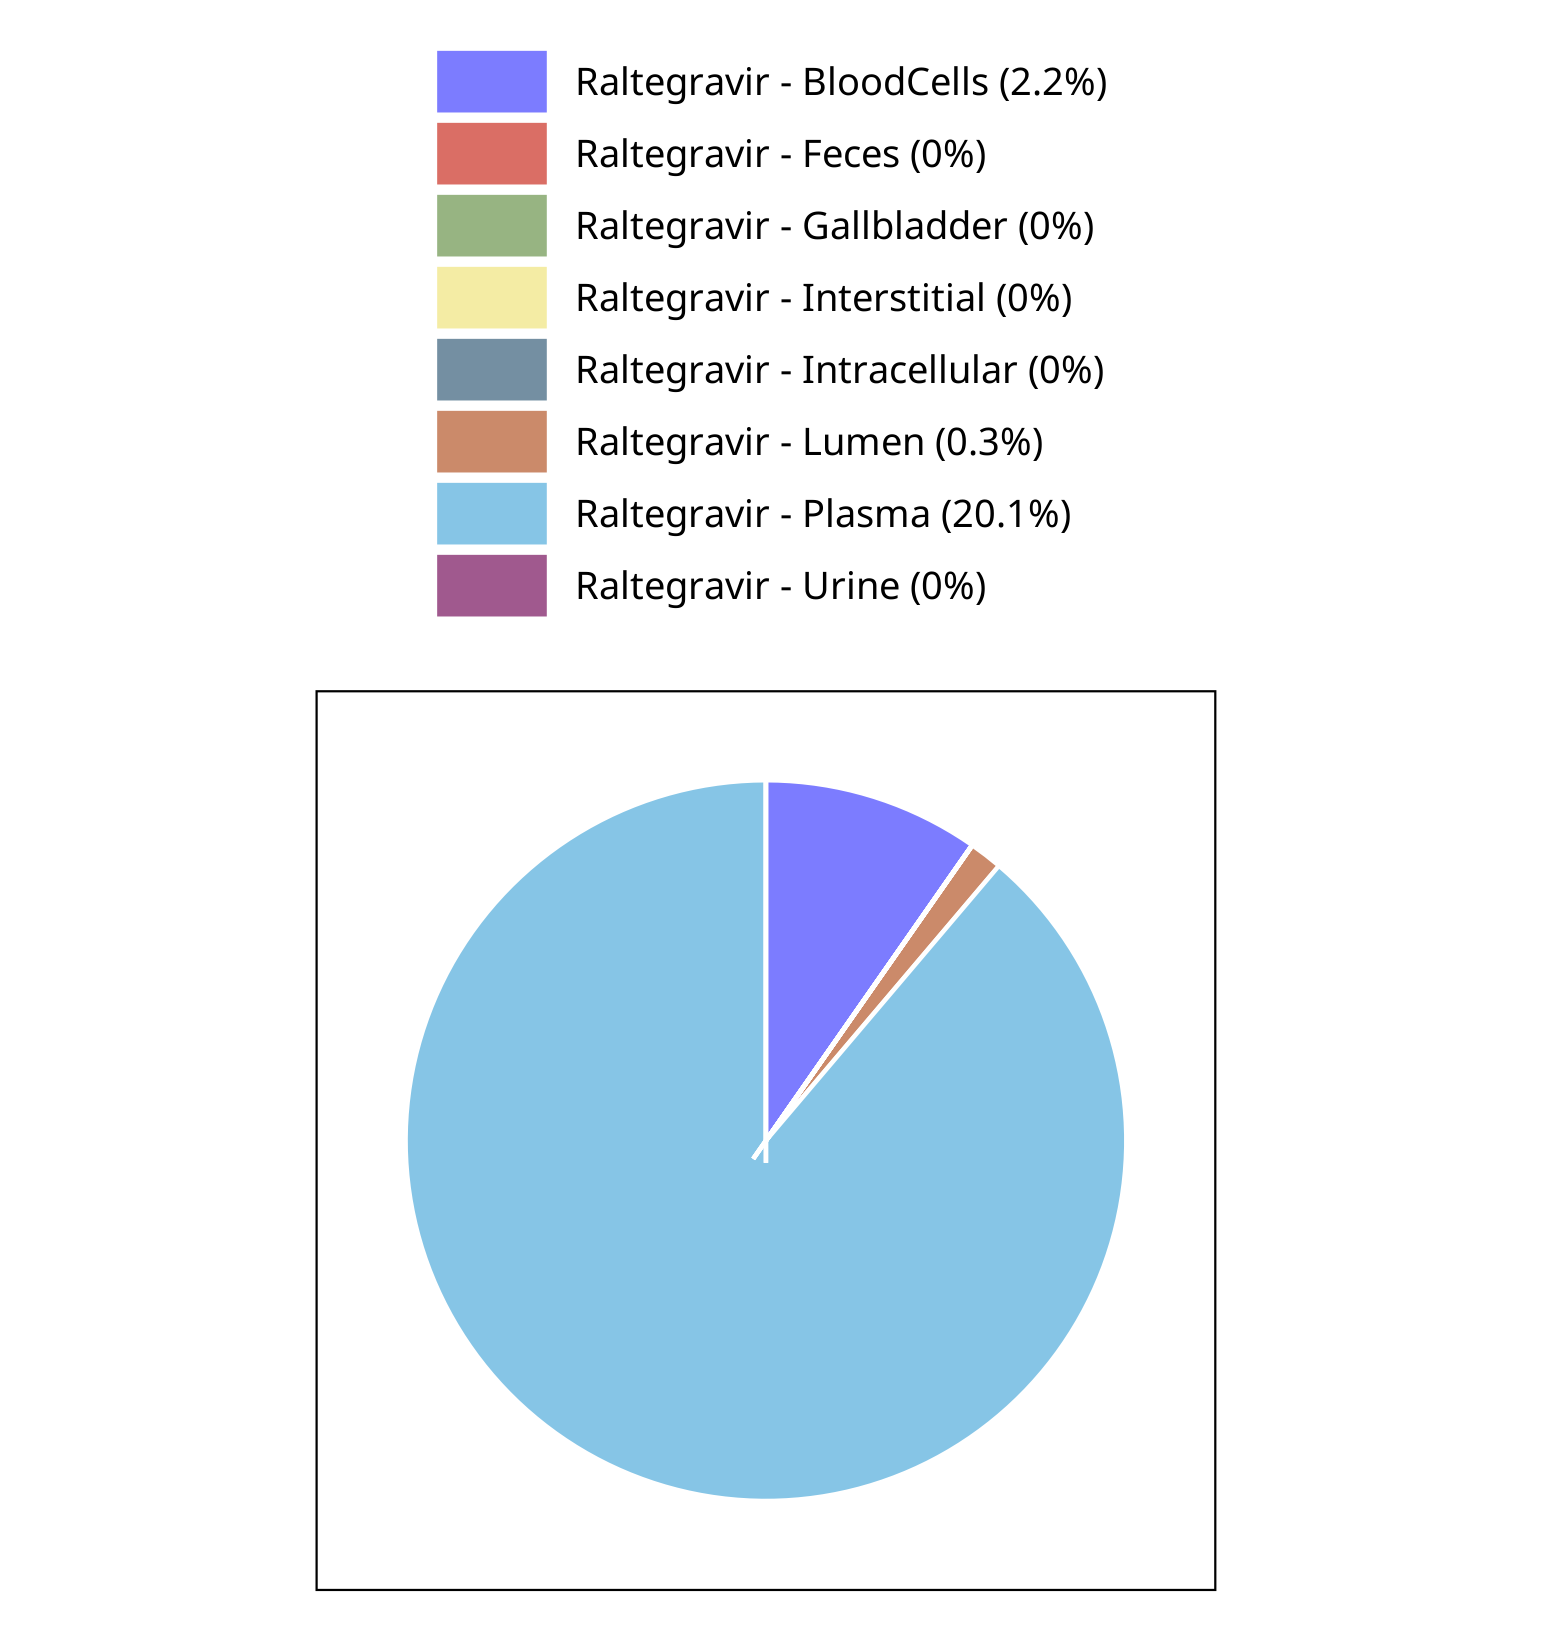 Raltegravir - BloodCells (2.2%)
Raltegravir - Feces (0%)
Raltegravir - Gallbladder (0%)
Raltegravir - Interstitial (0%)
Raltegravir - Intracellular (0%)
Raltegravir - Lumen (0.3%)
Raltegravir - Plasma (20.1%)
Raltegravir - Urine (0%)